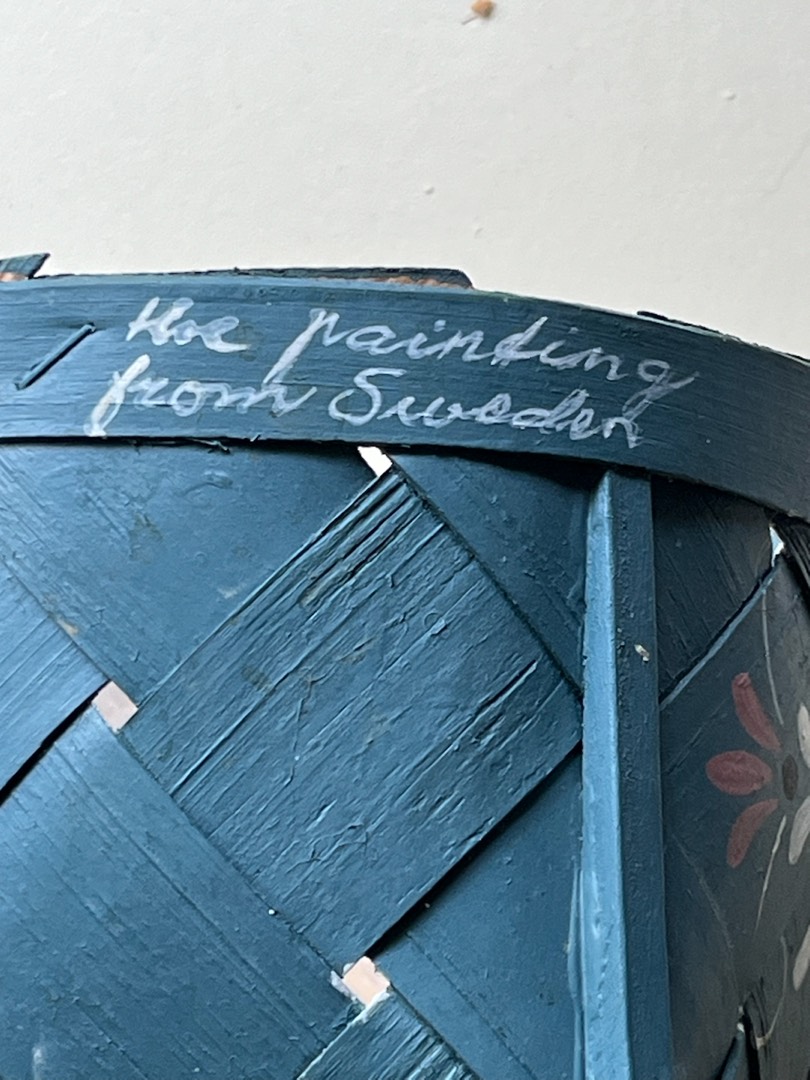 the painting
from Sweden